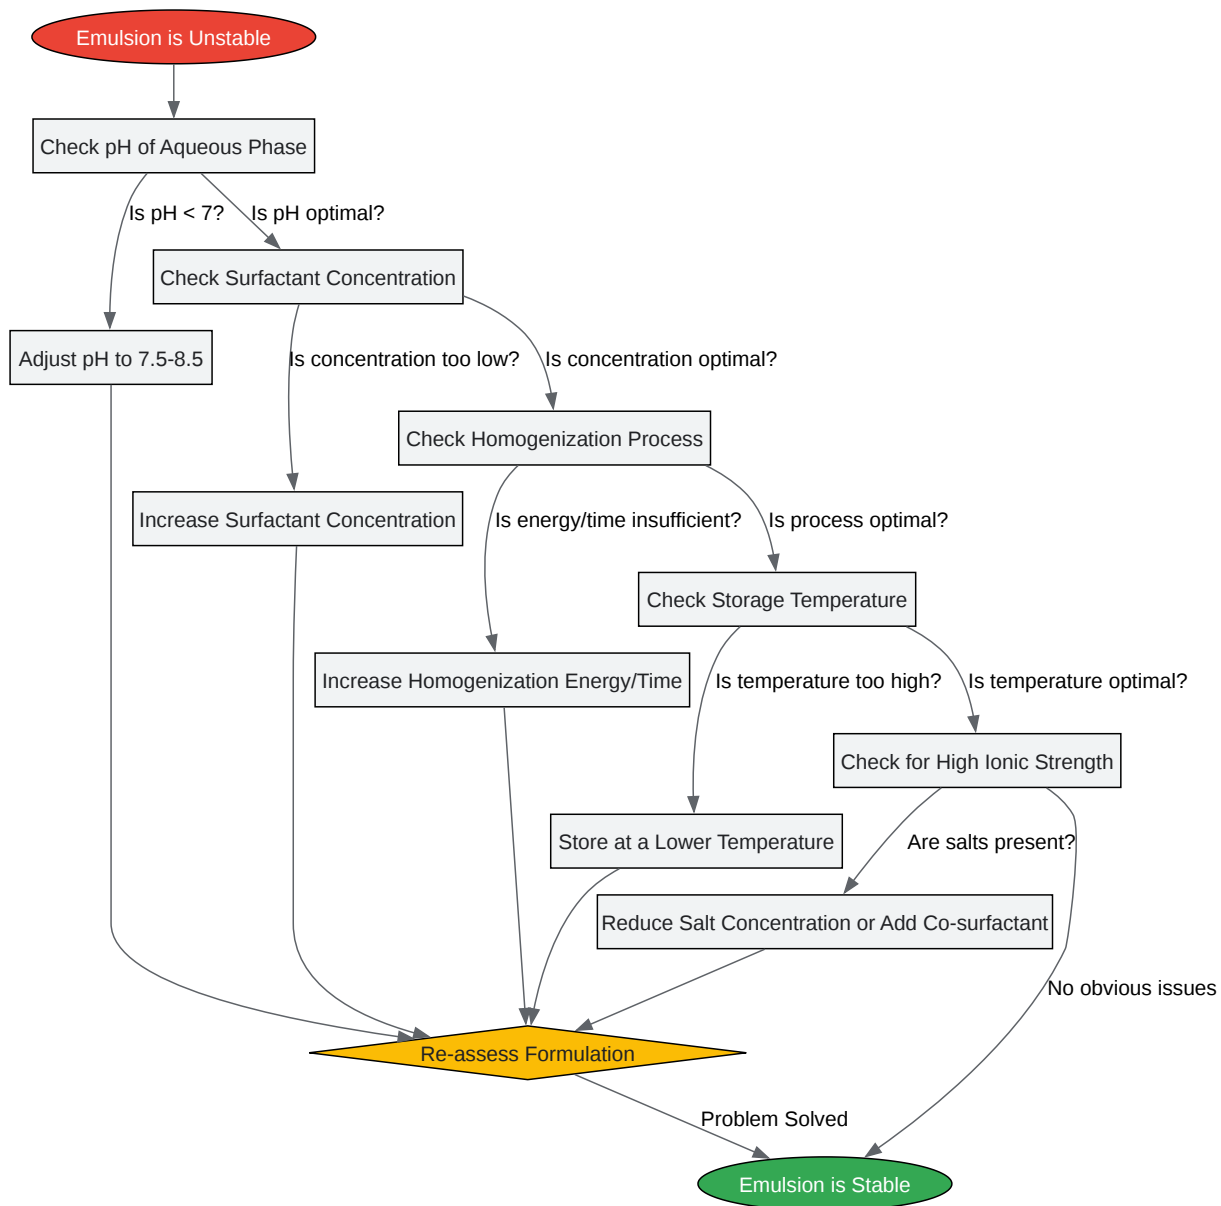 Emulsion is Unstable
Check pH of Aqueous Phase
Is pH < 7?
Is pH optimal?
Check Surfactant Concentration
Adjust pH to 7.5-8.5
Is concentration too low?
Is concentration optimal?
Check Homogenization Process
Increase Surfactant Concentration
Is energy/time insufficient?
Is process optimal?
Check Storage Temperature
Increase Homogenization Energy/Time
Is temperature too high?
Is temperature optimal?
Check for High Ionic Strength
Store at a Lower Temperature
Are salts present?
Reduce Salt Concentration or Add Co-surfactant
No obvious issues
Re-assess Formulation
Problem Solved
Emulsion is Stable